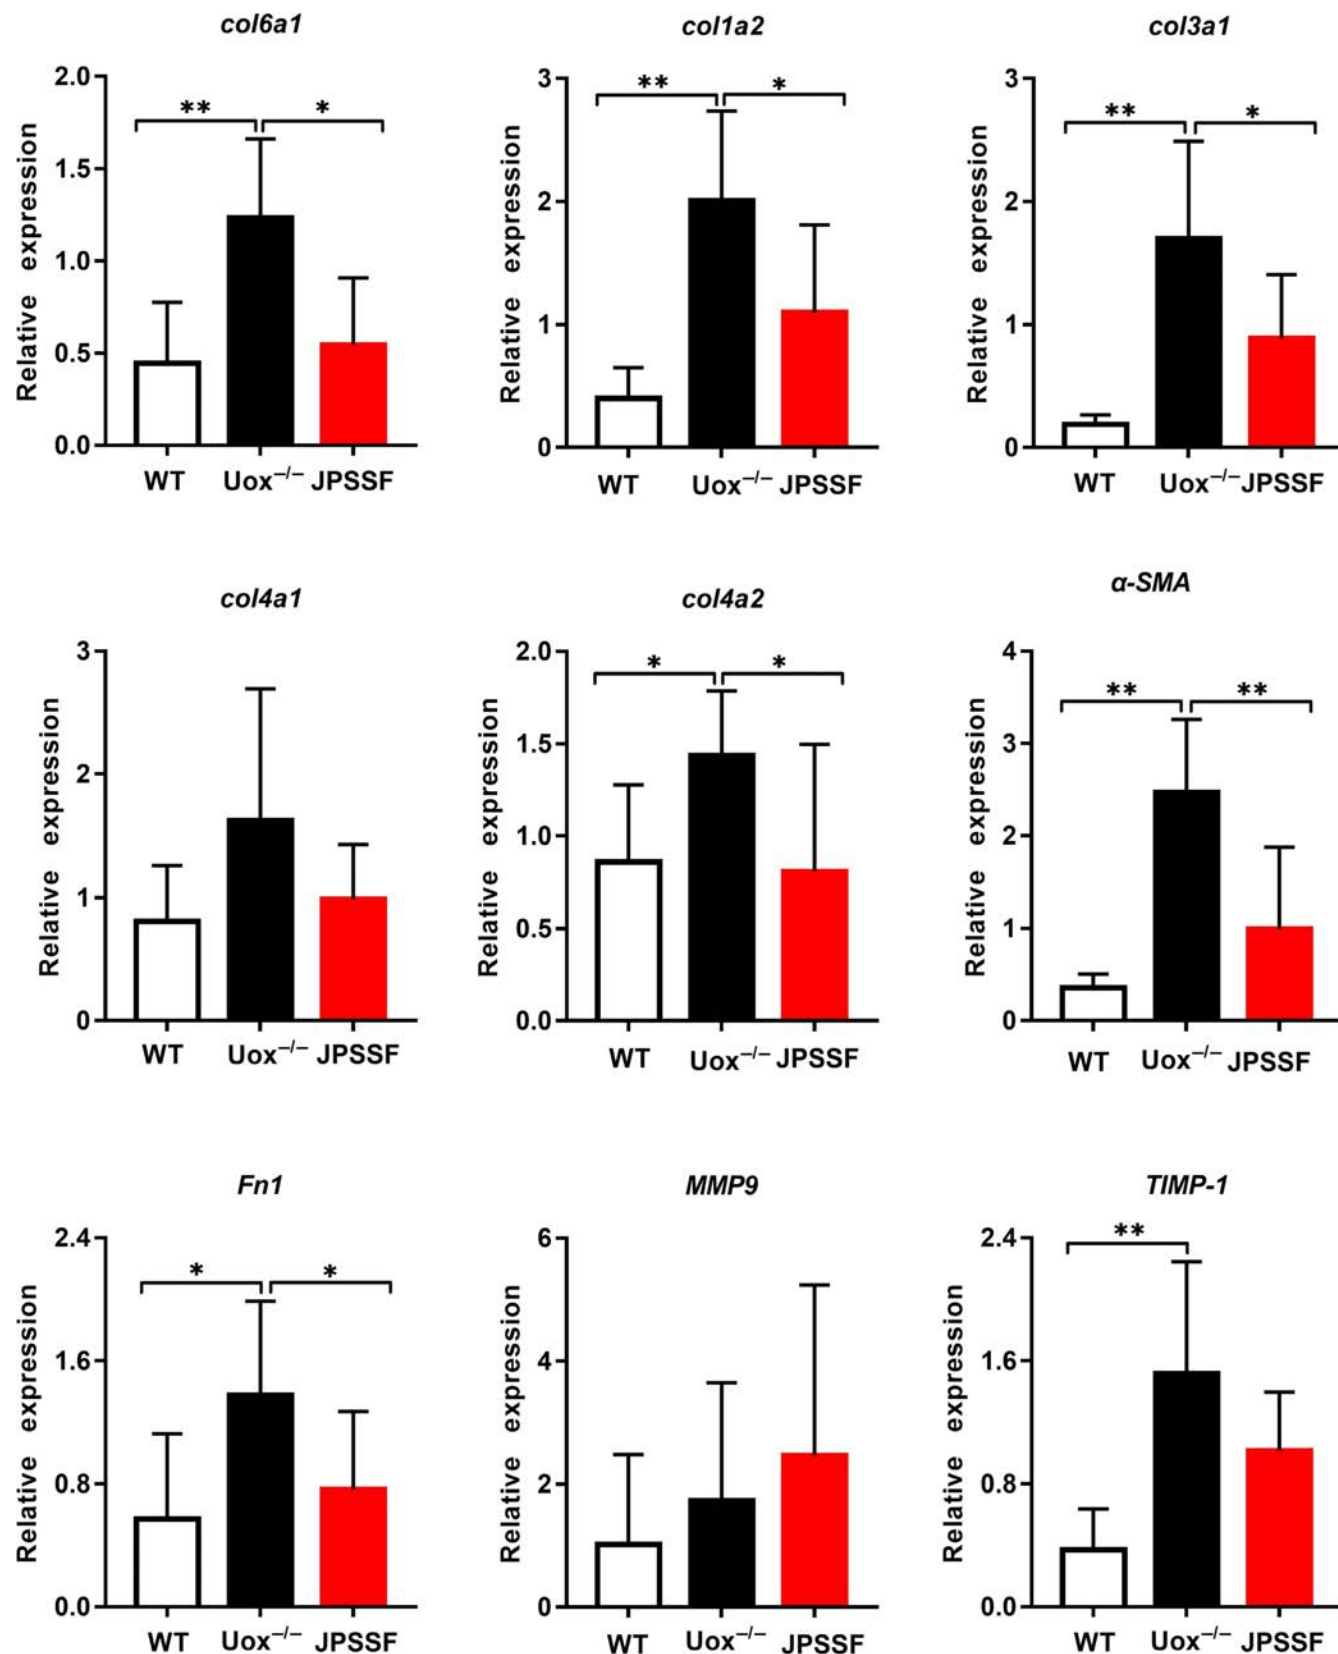 col6a1
col1a2
col3a1
Relative expression
2.0
1.5
1.0
0.5
0.0
** *
WT Uox⁻/⁻ JPSSF
Relative expression
3
2
1
0
** *
WT Uox⁻/⁻ JPSSF
Relative expression
3
2
1
0
** *
WT Uox⁻/⁻ JPSSF
col4a1
col4a2
α-SMA
Relative expression
3
2
1
0
WT Uox⁻/⁻ JPSSF
Relative expression
2.0
1.5
1.0
0.5
0.0
* *
WT Uox⁻/⁻ JPSSF
Relative expression
4
3
2
1
0
** **
WT Uox⁻/⁻ JPSSF
Fn1
MMP9
TIMP-1
Relative expression
2.4
1.6
0.8
0.0
* *
WT Uox⁻/⁻ JPSSF
Relative expression
6
4
2
0
WT Uox⁻/⁻ JPSSF
Relative expression
2.4
1.6
0.8
0.0
**
WT Uox⁻/⁻ JPSSF